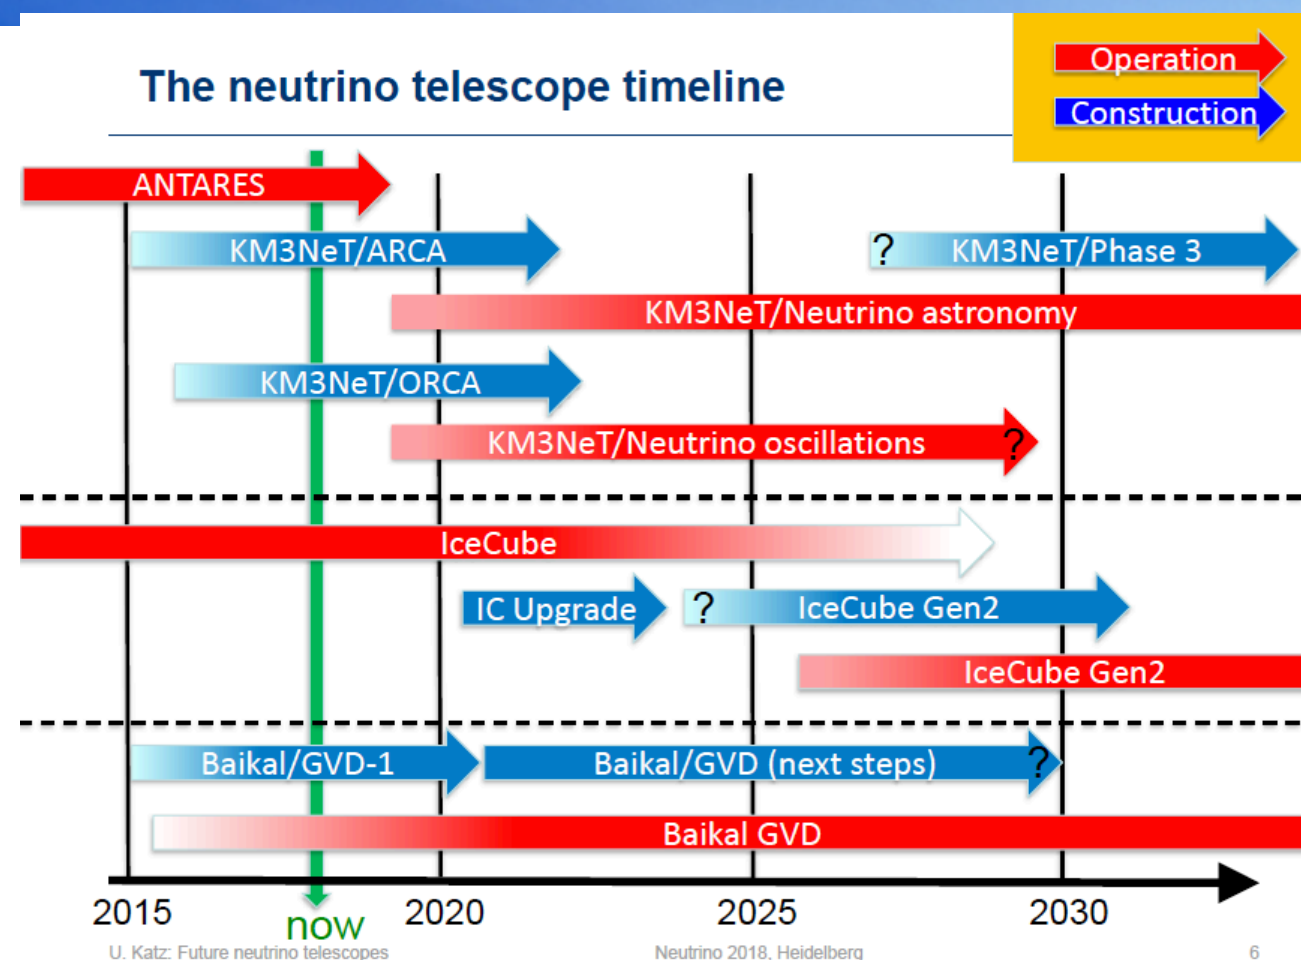 The neutrino telescope timeline
Operation
Construction
ANTARES
KM3NeT/ARCA
? KM3NeT/Phase 3
KM3NeT/Neutrino astronomy
KM3NeT/ORCA
KM3NeT/Neutrino oscillations ?
IceCube
IC Upgrade
? IceCube Gen2
IceCube Gen2
Baikal/GVD-1
Baikal/GVD (next steps) ?
Baikal GVD
2015
now
2020
2025
2030
U. Katz: Future neutrino telescopes
Neutrino 2018, Heidelberg
6